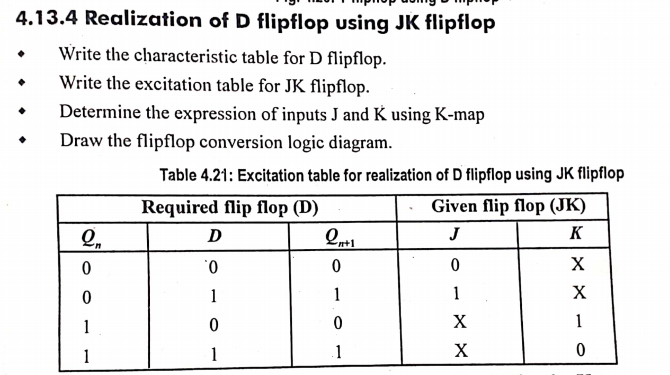 4.13.4 Realization of D flipflop using JK flipflop
• Write the characteristic table for D flipflop.
• Write the excitation table for JK flipflop.
• Determine the expression of inputs J and K using K-map
• Draw the flipflop conversion logic diagram.
Table 4.21: Excitation table for realization of D flipflop using JK flipflop
Required flip flop (D) Given flip flop (JK)
Qn D Qn+1 J K
0 0 0 0 X
0 1 1 1 X
1 0 0 X 1
1 1 1 X 0